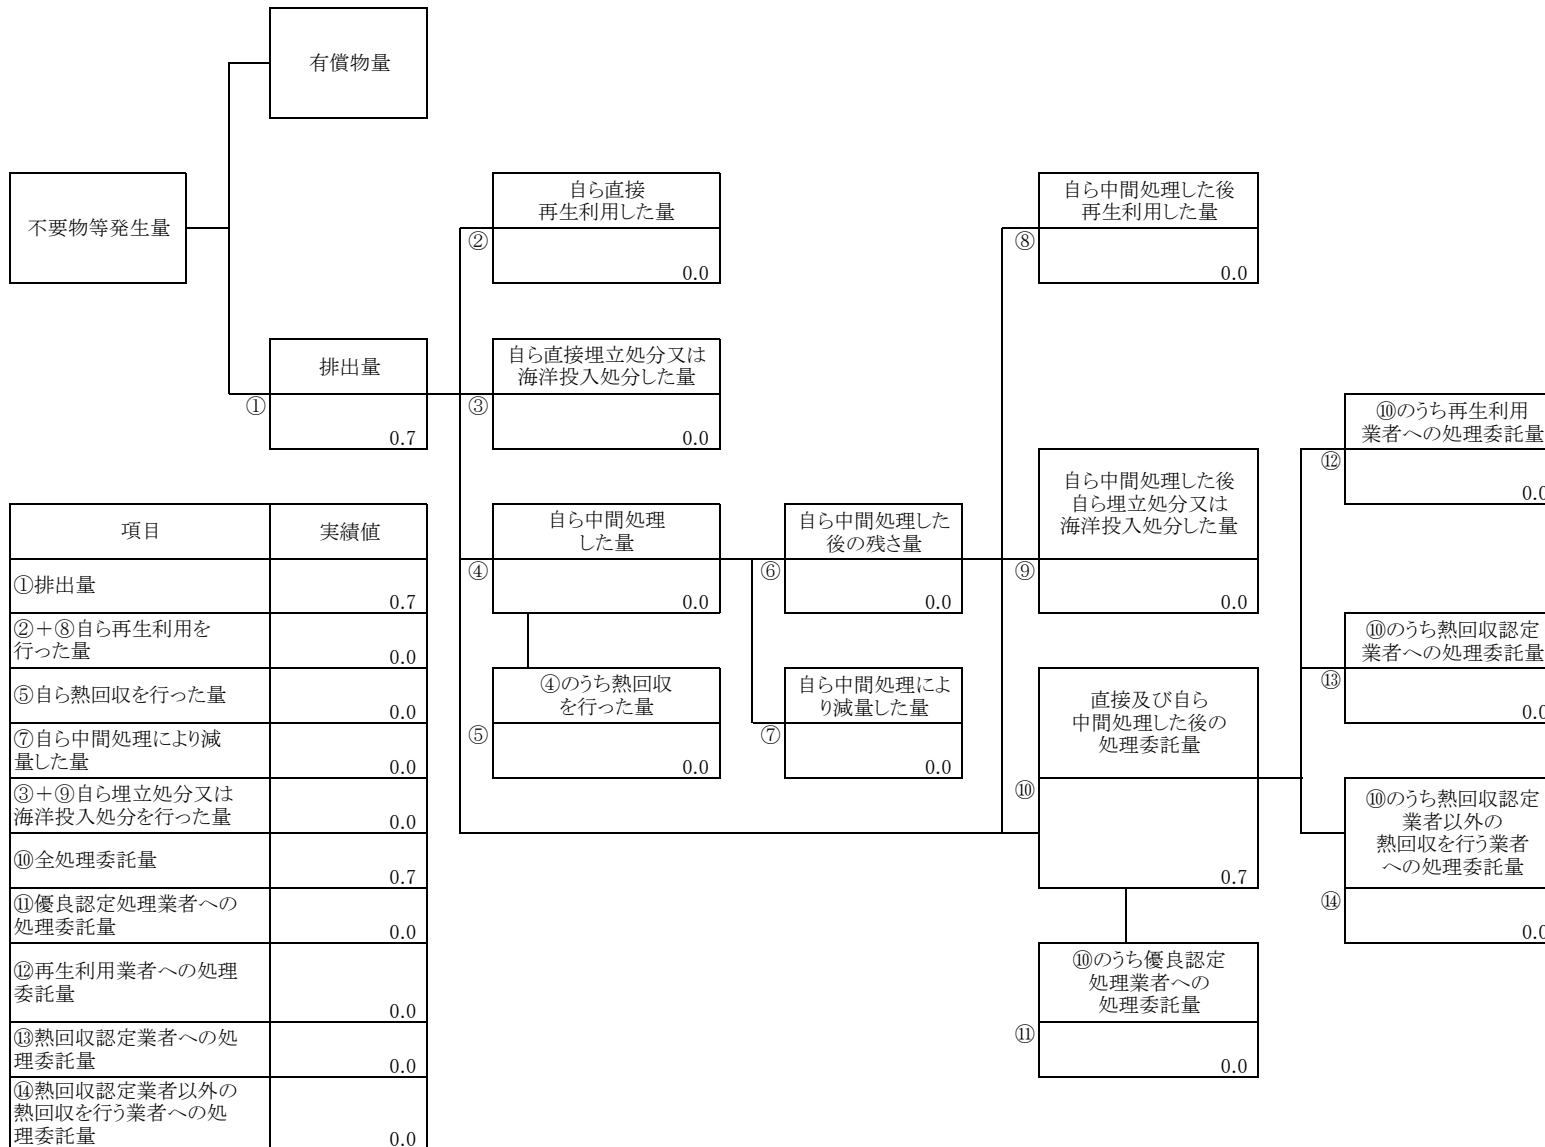 有償物量
不要物等発生量
排出量
①
0.7
自ら直接
再生利用した量
②
0.0
自ら直接埋立処分又は
海洋投入処分した量
③
0.0
自ら中間処理
した量
④
0.0
④のうち熱回収
を行った量
⑤
0.0
自ら中間処理した
後の残さ量
⑥
0.0
自ら中間処理によ
り減量した量
⑦
0.0
自ら中間処理した後
再生利用した量
⑧
0.0
自ら中間処理した後
自ら埋立処分又は
海洋投入処分した量
⑨
0.0
直接及び自ら
中間処理した後の
処理委託量
⑩
0.7
⑩のうち優良認定
処理業者への
処理委託量
⑪
0.0
⑩のうち再生利用
業者への処理委託量
⑫
0.0
⑩のうち熱回収認定
業者への処理委託量
⑬
0.0
⑩のうち熱回収認定
業者以外の
熱回収を行う業者
への処理委託量
⑭
0.0
項目 実績値
①排出量
0.7
②+⑧自ら再生利用を
行った量
0.0
⑤自ら熱回収を行った量
0.0
⑦自ら中間処理により減
量した量
0.0
③+⑨自ら埋立処分又は
海洋投入処分を行った量
0.0
⑩全処理委託量
0.7
⑪優良認定処理業者への
処理委託量
0.0
⑫再生利用業者への処理
委託量
0.0
⑬熱回収認定業者への処
理委託量
0.0
⑭熱回収認定業者以外の
熱回収を行う業者への処
理委託量
0.0